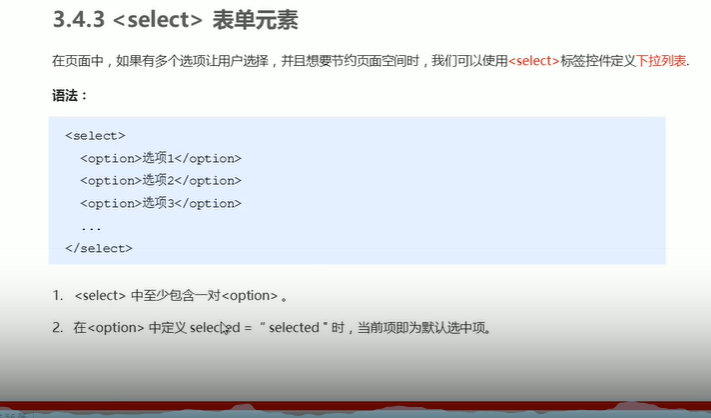 3.4.3 <select> 表单元素
在页面中，如果有多个选项让用户选择，并且想要节约页面空间时，我们可以使用<select>标签控件定义下拉列表.
语法：
<select>
<option>选项1</option>
<option>选项2</option>
<option>选项3</option>
...
</select>
1. <select> 中至少包含一对<option> 。
2. 在<option> 中定义 selected = “ selected " 时，当前项即为默认选中项。